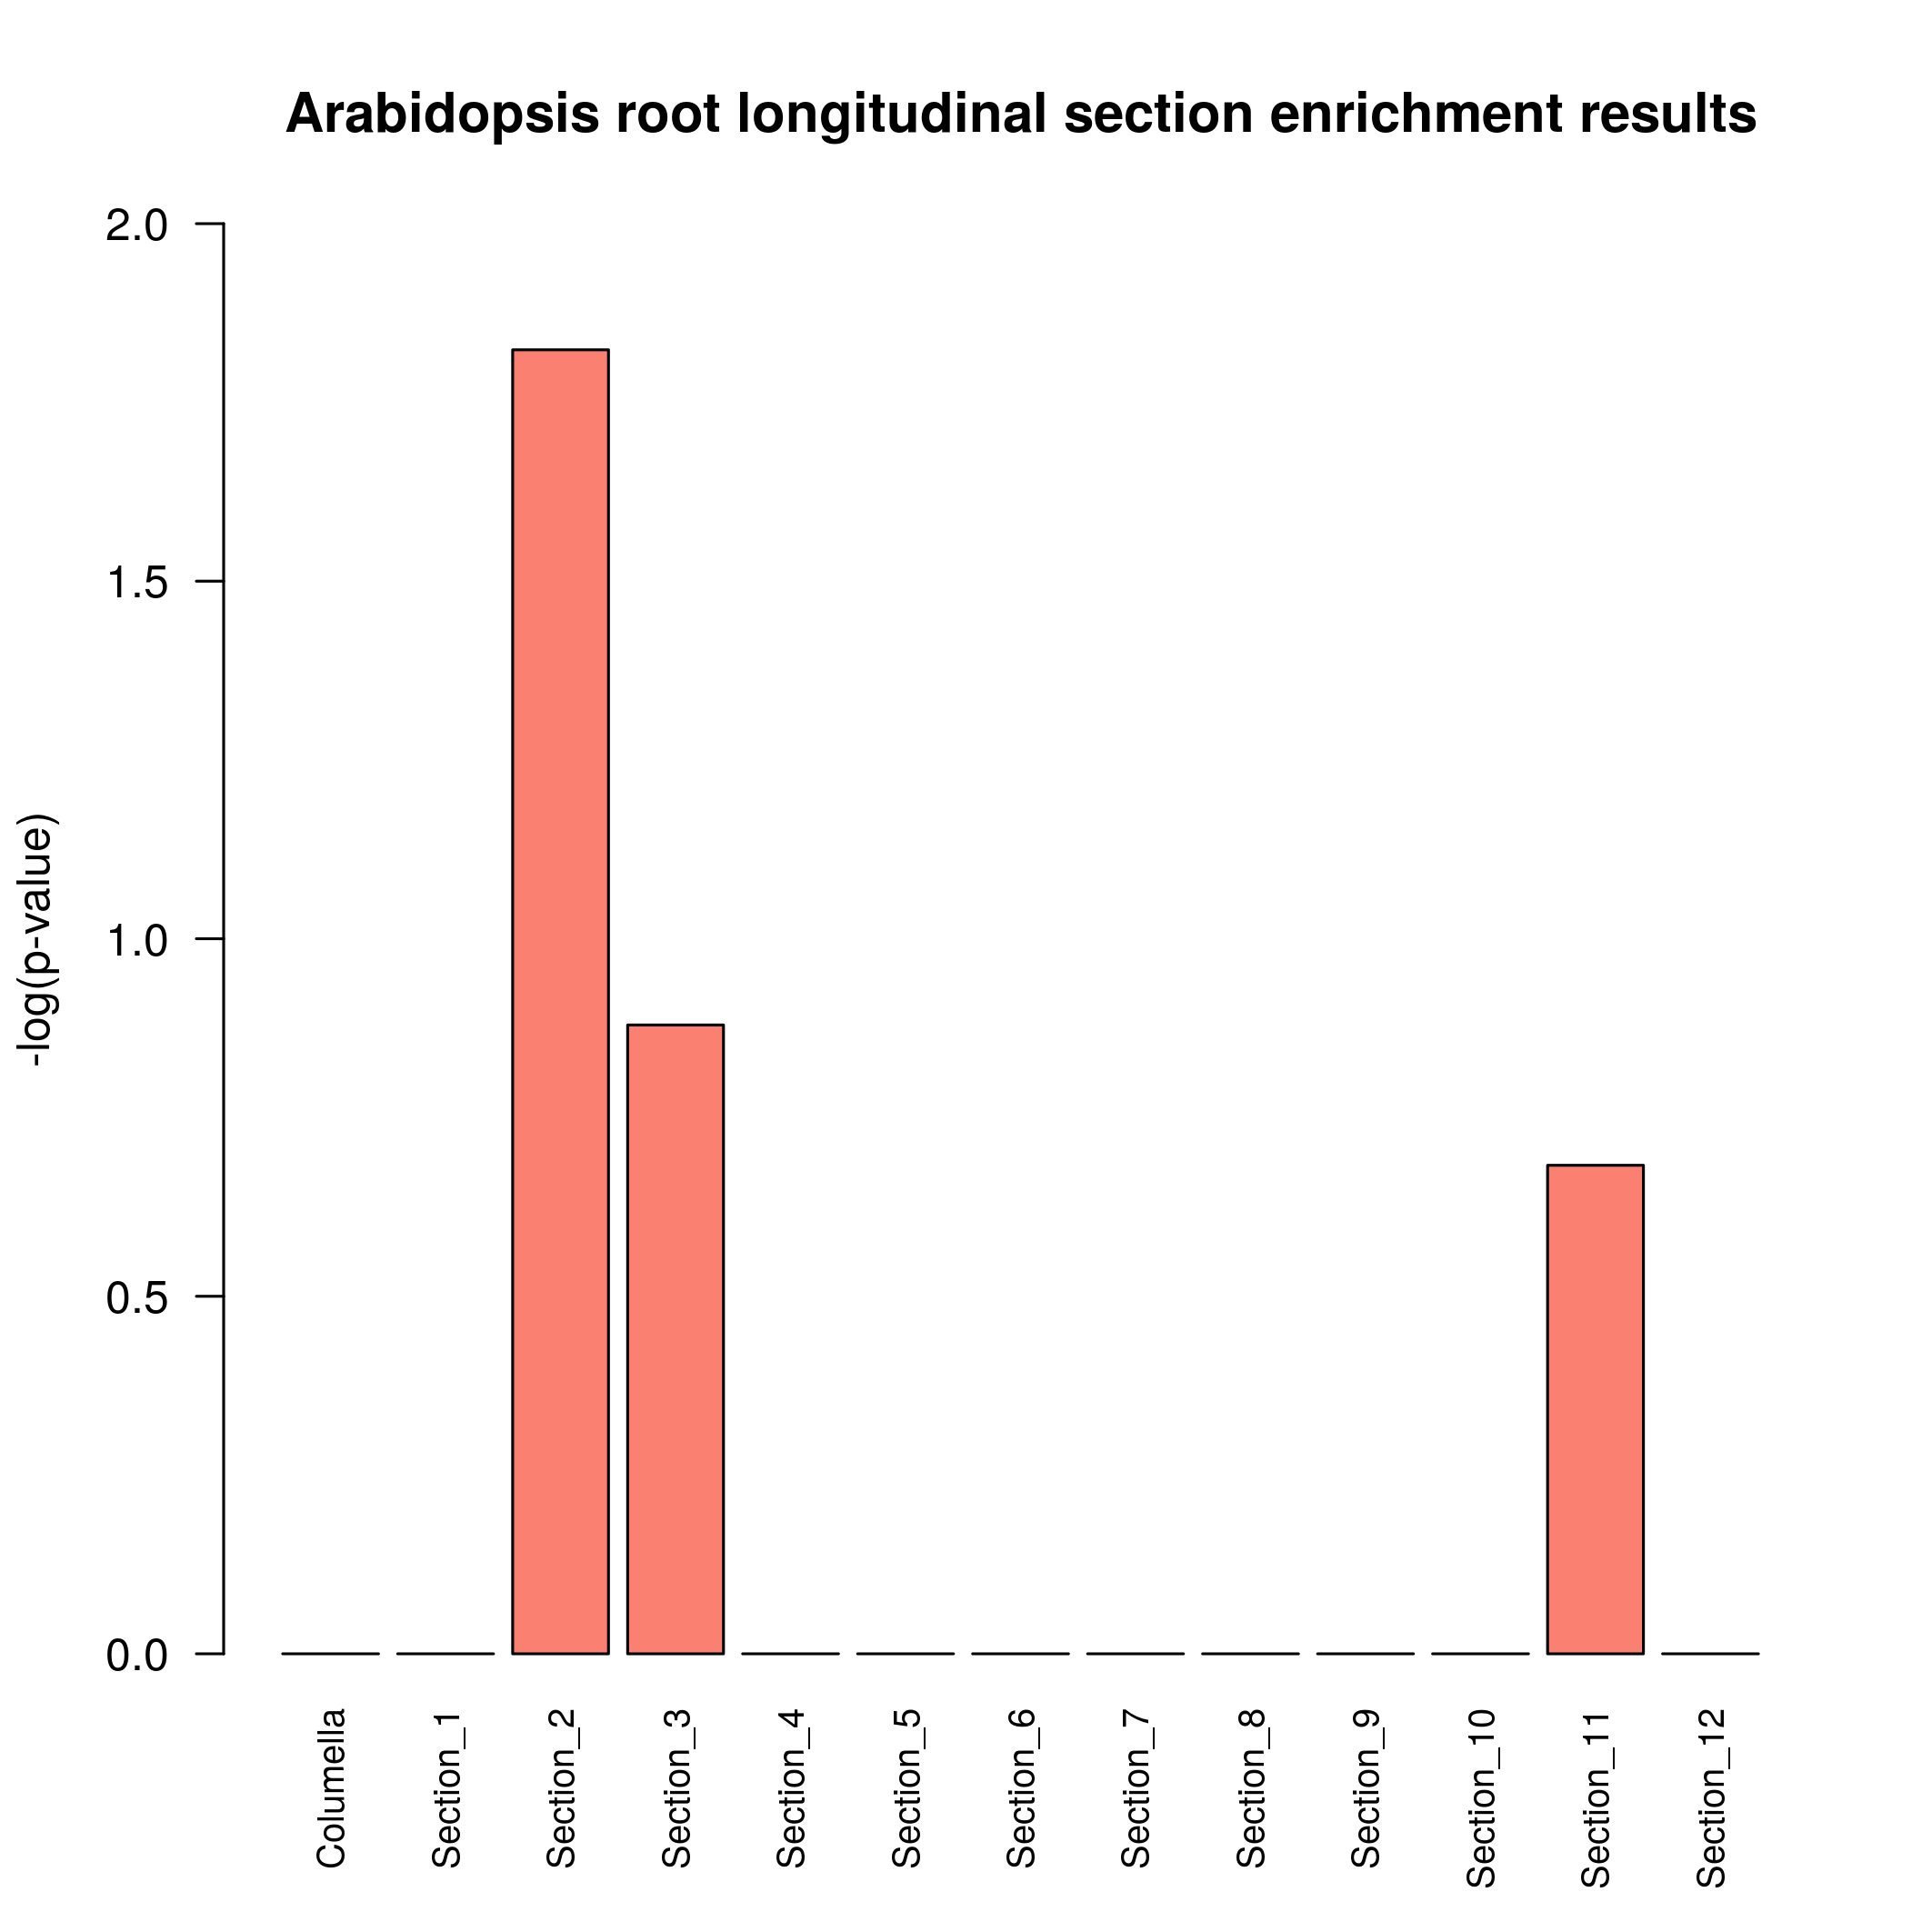 Arabidopsis root longitudinal section enrichment results
-log(p-value)
2.0
1.5
1.0
0.5
0.0
Columella
Section_1
Section_2
Section_3
Section_4
Section_5
Section_6
Section_7
Section_8
Section_9
Section_10
Section_11
Section_12